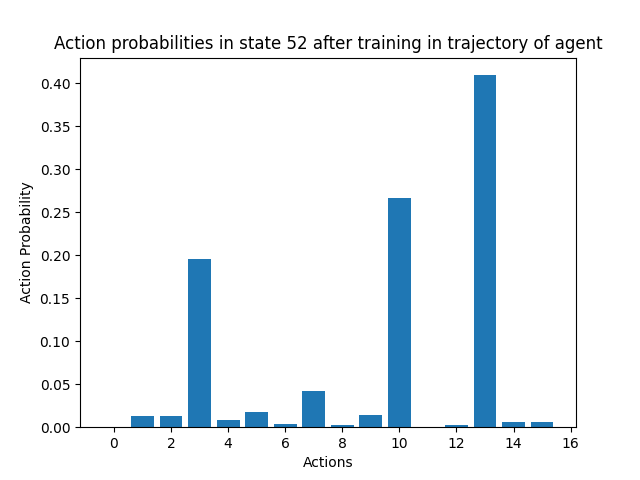 Action probabilities in state 52 after training in trajectory of agent
0.40
0.35
0.30
0.25
0.20
0.15
0.10
0.05
0.00
Action Probability
0 2 4 6 8 10 12 14 16
Actions